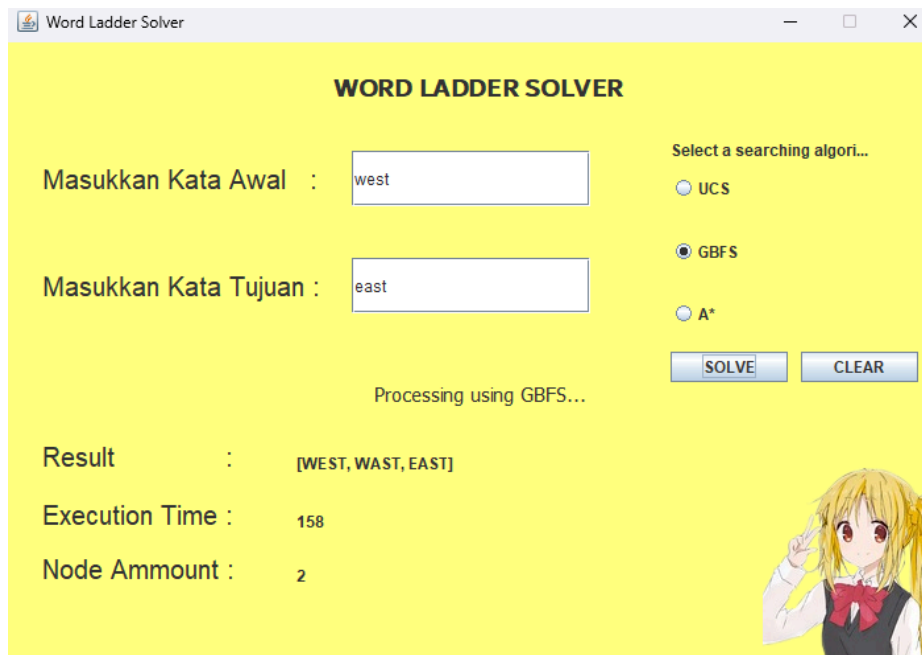 Word Ladder Solver
WORD LADDER SOLVER
Masukkan Kata Awal :
west
Masukkan Kata Tujuan :
east
Select a searching algori...
UCS
GBFS
A*
SOLVE
CLEAR
Processing using GBFS...
Result : [WEST, WAST, EAST]
Execution Time : 158
Node Ammount : 2